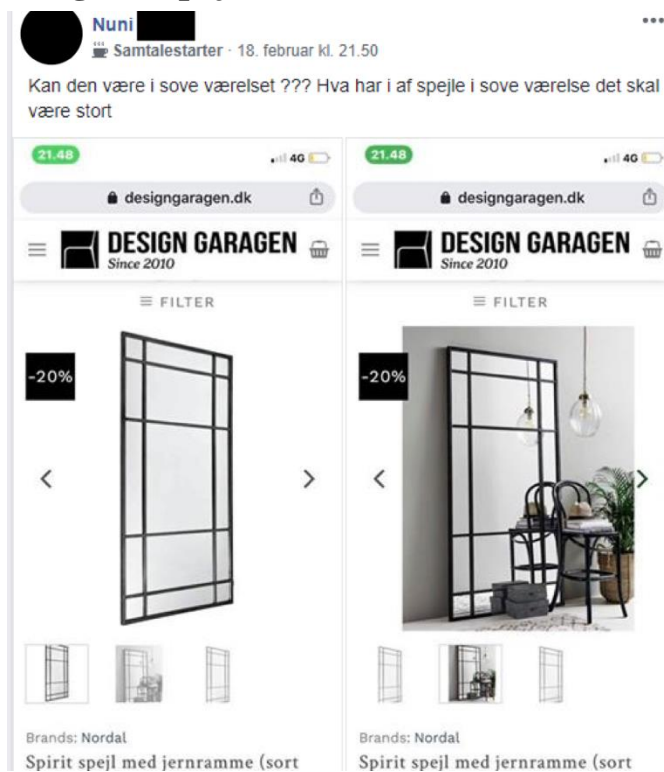 Nuni
Samtalestarter · 18. februar kl. 21.50
Kan den være i sove værelset ??? Hva har i af spejle i sove værelse det skal
være stort
21.48
4G
designgaragen.dk
DESIGN GARAGEN
Since 2010
FILTER
-20%
Brands: Nordal
Spirit spejl med jernramme (sort
21.48
4G
designgaragen.dk
DESIGN GARAGEN
Since 2010
FILTER
-20%
Brands: Nordal
Spirit spejl med jernramme (sort